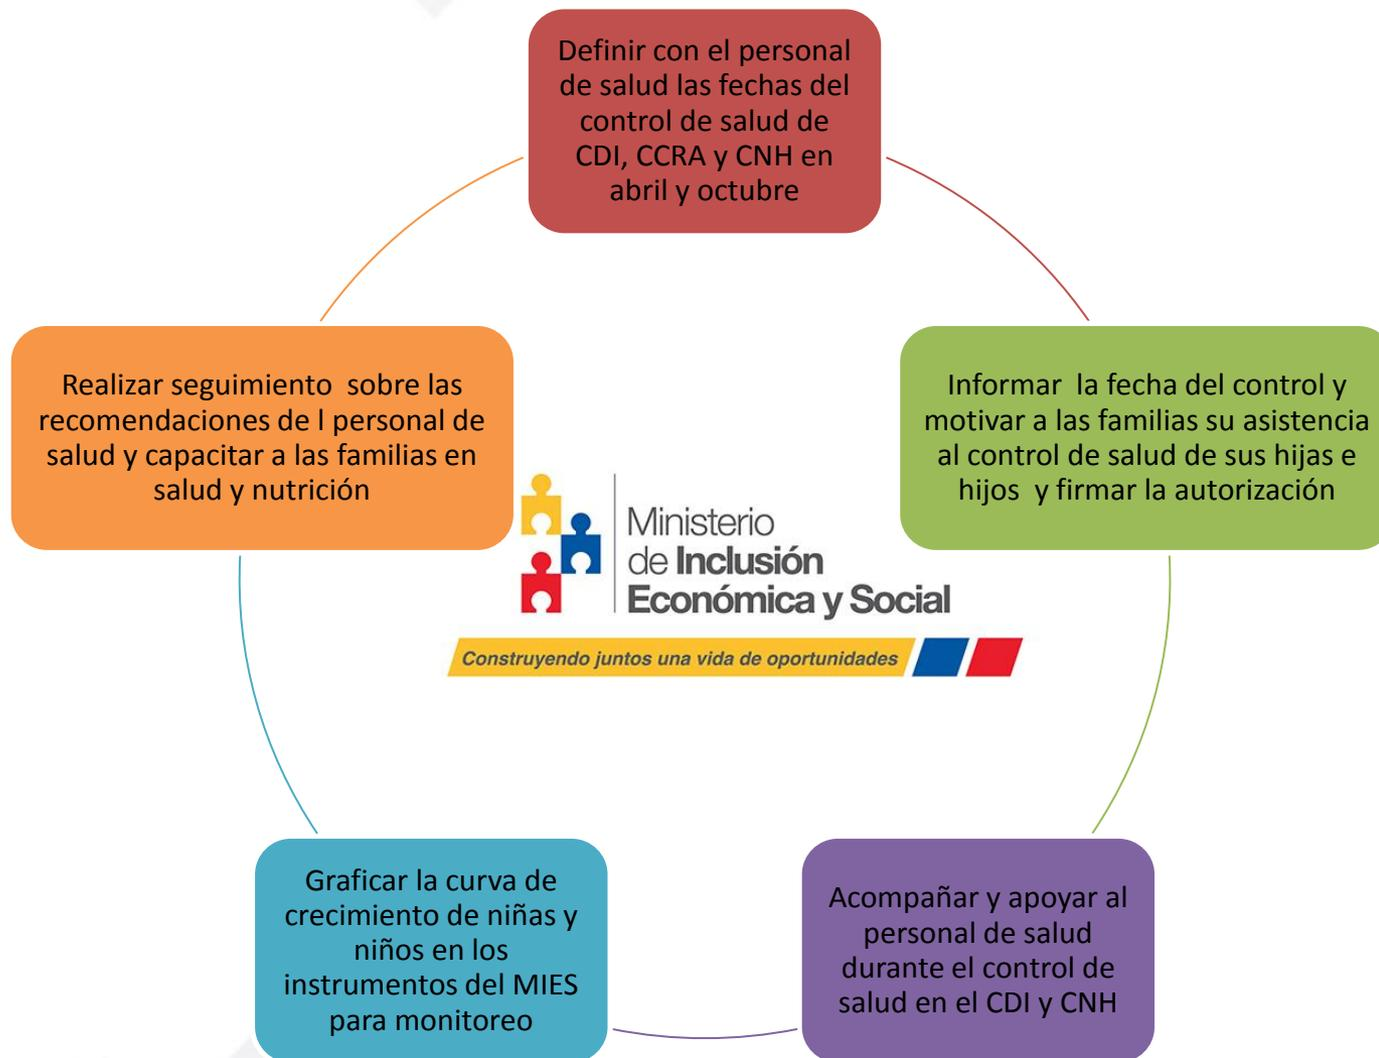 Definir con el personal
de salud las fechas del
control de salud de
CDI, CCRA y CNH en
abril y octubre
Informar  la fecha del control y
motivar a las familias su asistencia
al control de salud de sus hijas e
hijos  y firmar la autorización
Acompañar y apoyar al
personal de salud
durante el control de
salud en el CDI y CNH
Graficar la curva de
crecimiento de niñas y
niños en los
instrumentos del MIES
para monitoreo
Realizar seguimiento  sobre las
recomendaciones de l personal de
salud y capacitar a las familias en
salud y nutrición
Ministerio
de Inclusión
Económica y Social
Construyendo juntos una vida de oportunidades